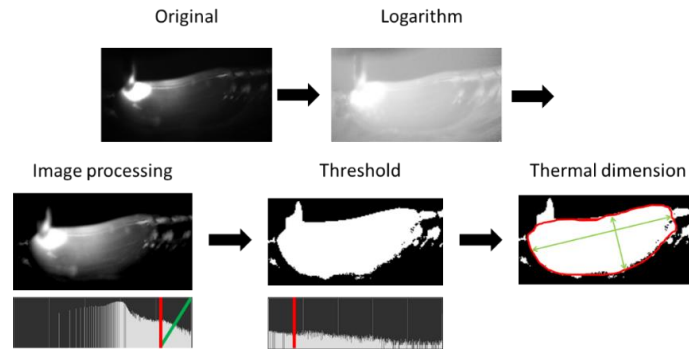 Original
Logarithm
Image processing
Threshold
Thermal dimension